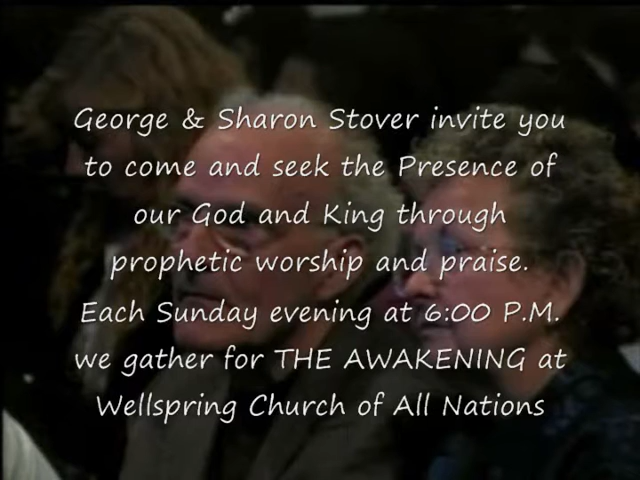 George & Sharon Stover invite you
to come and seek the Presence of
our God and King through
prophetic worship and praise.
Each Sunday evening at 6:00 P.M.
we gather for THE AWAKENING at
Wellspring Church of All Nations